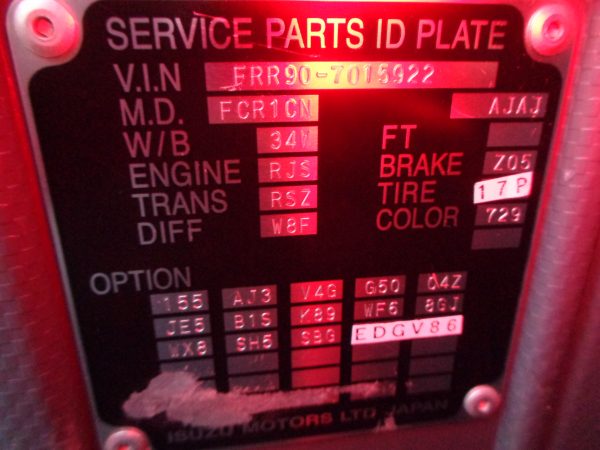 SERVICE PARTS ID PLATE
V.I.N FRR90-7015922
M.D. FCR1CN AJAJ
W/B 34W FT
ENGINE RJS BRAKE Z05
TRANS RSZ TIRE 17P
DIFF W8F COLOR 729
OPTION
155 AJ3 V4G G50 04Z
JE5 B1S K89 WF6 8GJ
WX8 SH5 SBG EDGV86
ISUZU MOTORS LTD JAPAN